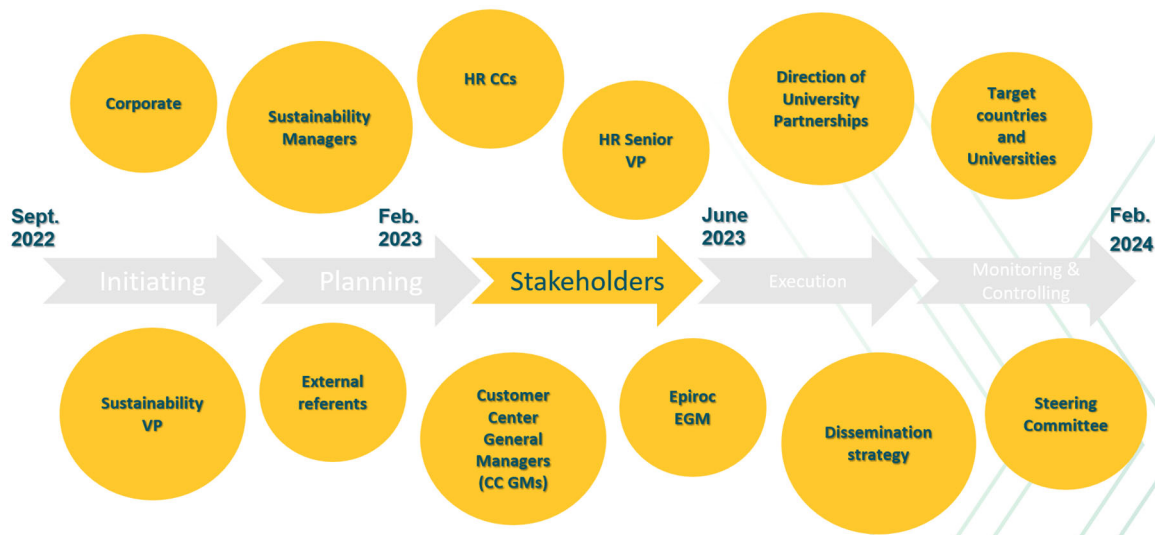 Corporate
Sustainability
Managers
HR CCs
HR Senior
VP
Direction of
University
Partnerships
Target
countries
and
Universities
Sept.
2022
Feb.
2023
June
2023
Feb.
2024
Initiating
Planning
Stakeholders
Execution
Monitoring &
Controlling
Sustainability
VP
External
referents
Customer
Center
General
Managers
(CC GMs)
Epiroc
EGM
Dissemination
strategy
Steering
Committee